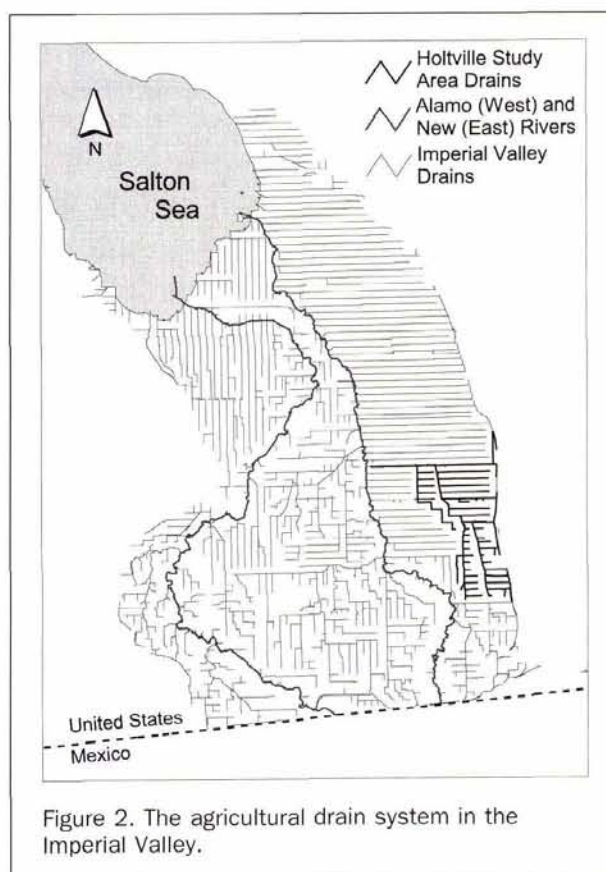 Holtville Study
Area Drains
Alamo (West) and
New (East) Rivers
Imperial Valley
Drains
N
Salton
Sea
United States
Mexico
Figure 2. The agricultural drain system in the
Imperial Valley.